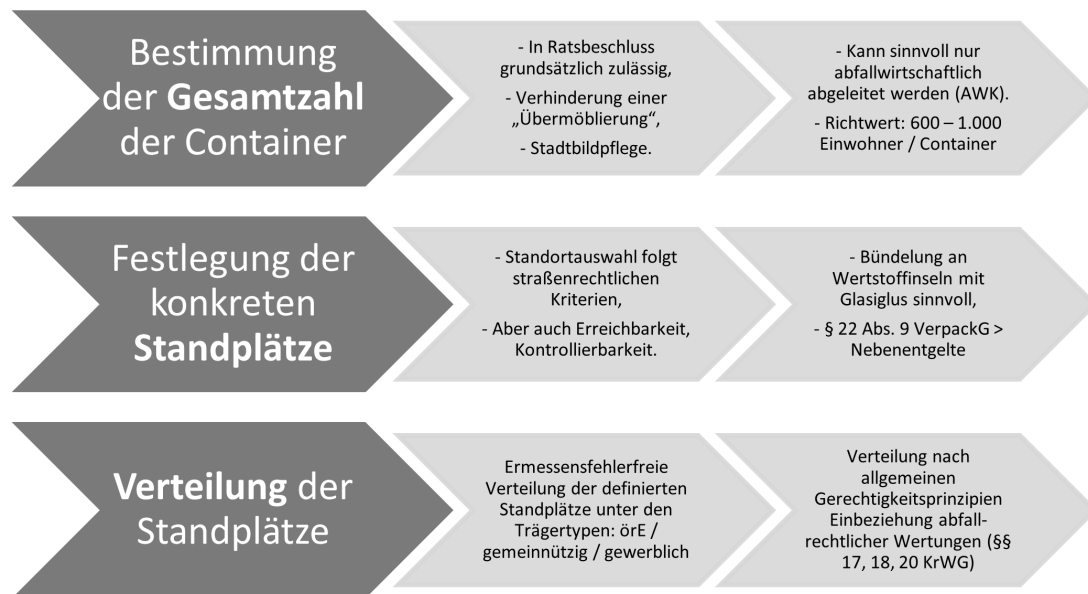 Bestimmung
der Gesamtzahl
der Container
- In Ratsbeschluss
grundsätzlich zulässig,
- Verhinderung einer
„Übermöblierung“,
- Stadtbildpflege.
- Kann sinnvoll nur
abfallwirtschaftlich
abgeleitet werden (AWK).
- Richtwert: 600 – 1.000
Einwohner / Container
Festlegung der
konkreten
Standplätze
- Standortauswahl folgt
straßenrechtlichen
Kriterien,
- Aber auch Erreichbarkeit,
Kontrollierbarkeit.
- Bündelung an
Wertstoffinseln mit
Glasiglus sinnvoll,
- § 22 Abs. 9 VerpackG >
Nebenentgelte
Verteilung der
Standplätze
Ermessensfehlerfreie
Verteilung der definierten
Standplätze unter den
Trägertypen: örE /
gemeinnützig / gewerblich
Verteilung nach
allgemeinen
Gerechtigkeitsprinzipien
Einbeziehung abfall-
rechtlicher Wertungen (§§
17, 18, 20 KrWG)